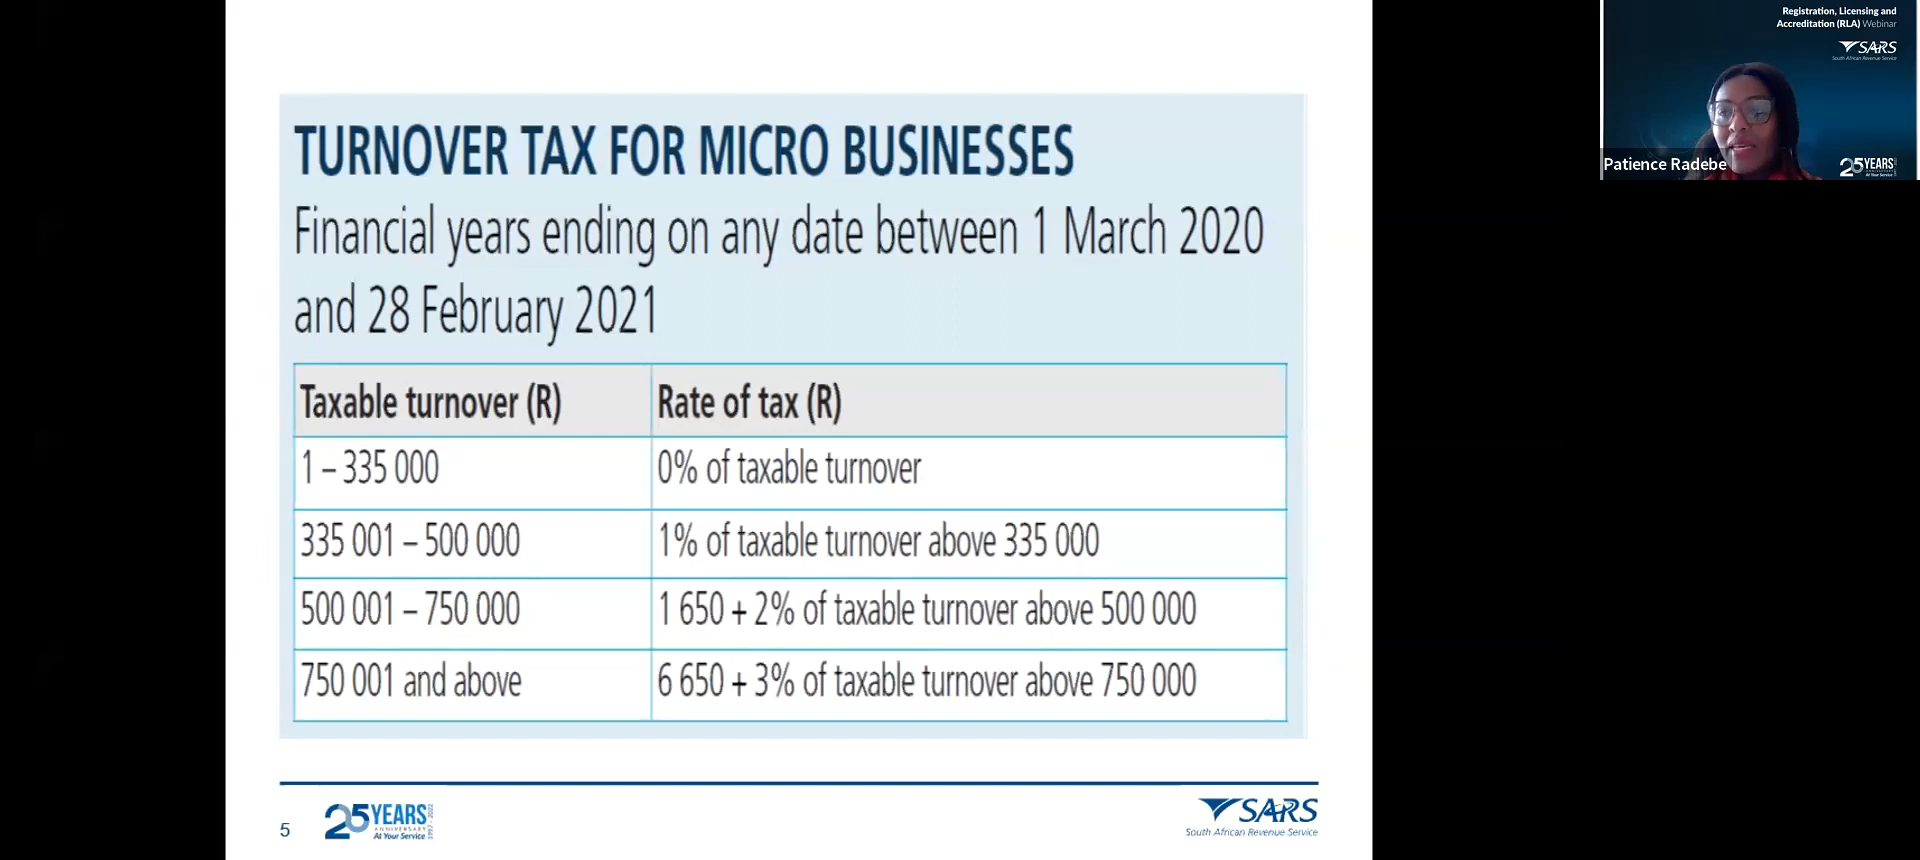 TURNOVER TAX FOR MICRO BUSINESSES
Financial years ending on any date between 1 March 2020
and 28 February 2021
Taxable turnover (R) Rate of tax (R)
1 – 335 000 0% of taxable turnover
335 001 – 500 000 1% of taxable turnover above 335 000
500 001 – 750 000 1 650 + 2% of taxable turnover above 500 000
750 001 and above 6 650 + 3% of taxable turnover above 750 000
5
25 YEARS
ANNIVERSARY
At Your Service
1997 - 2022
SARS
South African Revenue Service
Registration, Licensing and
Accreditation (RLA) Webinar
SARS
South African Revenue Service
Patience Radebe
25 YEARS
At Your Service